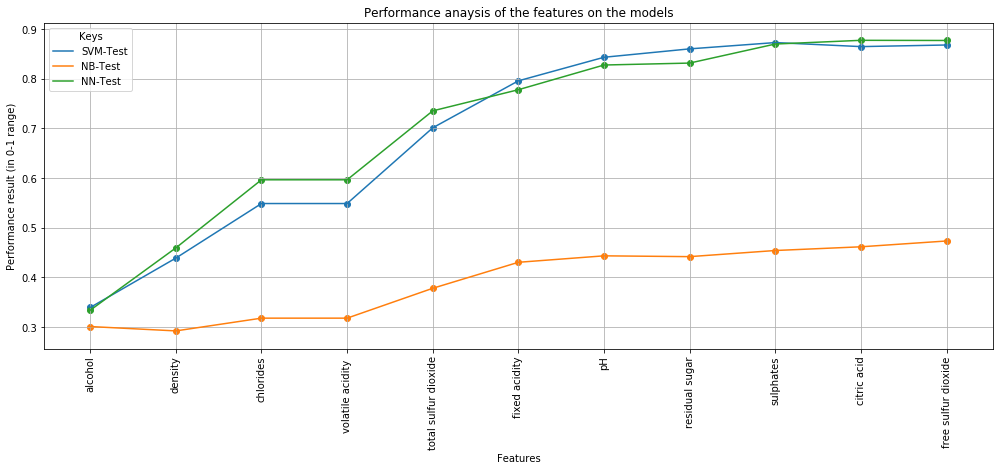 Performance anaysis of the features on the models
Keys
SVM-Test
NB-Test
NN-Test
Performance result (in 0-1 range)
0.9
0.8
0.7
0.6
0.5
0.4
0.3
alcohol
density
chlorides
volatile acidity
total sulfur dioxide
fixed acidity
pH
residual sugar
sulphates
citric acid
free sulfur dioxide
Features